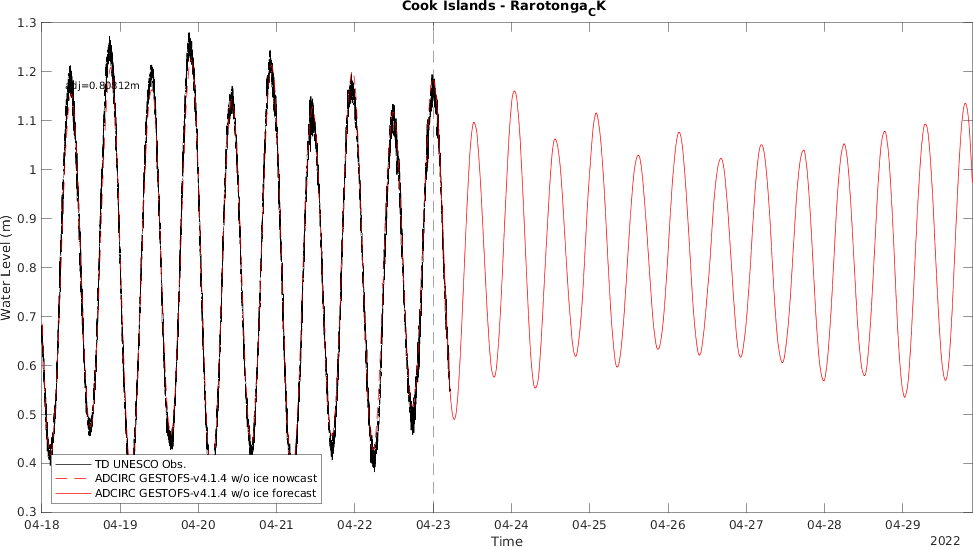 Cook Islands - Rarotonga_CK
1.3
1.2
adj=0.80312m
1.1
1
0.9
0.8
0.7
0.6
0.5
0.4
0.3
Water Level (m)
TD UNESCO Obs.
ADCIRC GESTOFS-v4.1.4 w/o ice nowcast
ADCIRC GESTOFS-v4.1.4 w/o ice forecast
04-18 04-19 04-20 04-21 04-22 04-23 04-24 04-25 04-26 04-27 04-28 04-29
Time
2022